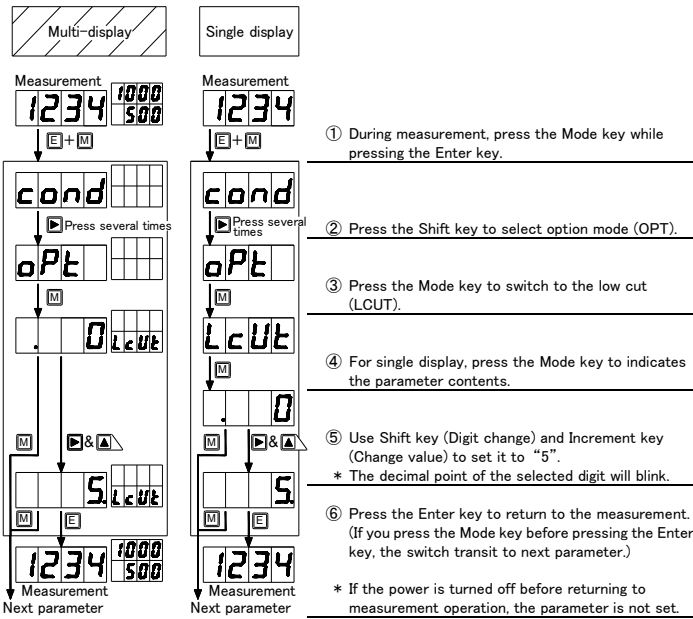 Multi-display Single display
Measurement Measurement
1234 1000 500 1234
E+M E+M
cond cond
Press several times Press several times
oPt oPt
M M
. 0 LcUt LcUt
M
. 0
M & M &
5. LcUt 5.
M E M E
1234 1000 500 1234
Measurement Measurement
Next parameter Next parameter
① During measurement, press the Mode key while
pressing the Enter key.
② Press the Shift key to select option mode (OPT).
③ Press the Mode key to switch to the low cut
(LCUT).
④ For single display, press the Mode key to indicates
the parameter contents.
⑤ Use Shift key (Digit change) and Increment key
(Change value) to set it to “5”.
* The decimal point of the selected digit will blink.
⑥ Press the Enter key to return to the measurement.
(If you press the Mode key before pressing the Enter
key, the switch transit to next parameter.)
* If the power is turned off before returning to
measurement operation, the parameter is not set.